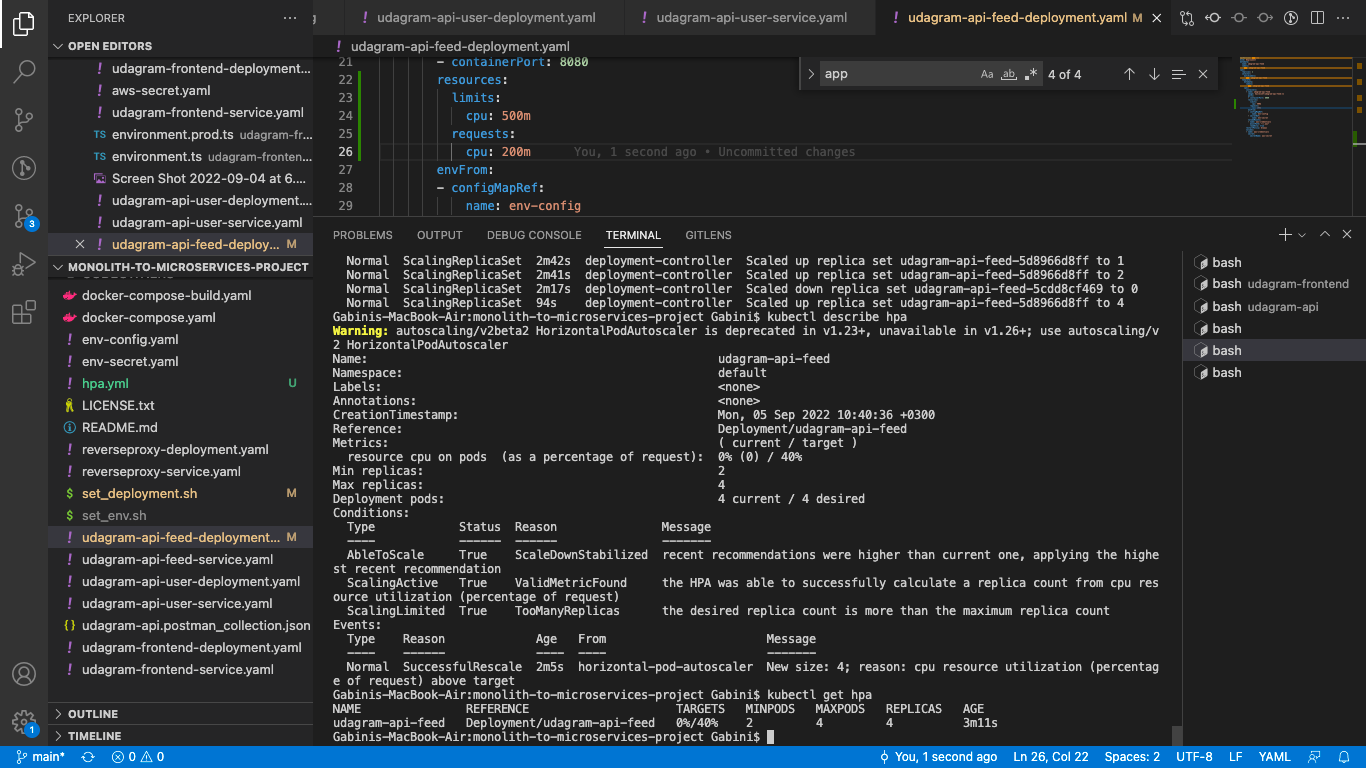 EXPLORER
OPEN EDITORS
udagram-frontend-deployment...
aws-secret.yaml
udagram-frontend-service.yaml
TS environment.prod.ts udagram-fr...
TS environment.ts udagram-fronten...
Screen Shot 2022-09-04 at 6....
udagram-api-user-deployment....
udagram-api-user-service.yaml
udagram-api-feed-deploy... M
MONOLITH-TO-MICROSERVICES-PROJECT
docker-compose-build.yaml
docker-compose.yaml
env-config.yaml
env-secret.yaml
hpa.yml U
LICENSE.txt
README.md
reverseproxy-deployment.yaml
reverseproxy-service.yaml
$ set_deployment.sh M
$ set_env.sh
udagram-api-feed-deployment... M
udagram-api-feed-service.yaml
udagram-api-user-deployment.yaml
udagram-api-user-service.yaml
{} udagram-api.postman_collection.json
udagram-frontend-deployment.yaml
udagram-frontend-service.yaml
OUTLINE
TIMELINE
3
1
! udagram-api-user-deployment.yaml
! udagram-api-user-service.yaml
! udagram-api-feed-deployment.yaml M
! udagram-api-feed-deployment.yaml
app
Aa ab .* 4 of 4
21 - containerPort: 8080
22 resources:
23 limits:
24 cpu: 500m
25 requests:
26 cpu: 200m You, 1 second ago • Uncommitted changes
27 envFrom:
28 - configMapRef:
29 name: env-config
PROBLEMS OUTPUT DEBUG CONSOLE TERMINAL GITLENS
Normal ScalingReplicaSet 2m42s deployment-controller Scaled up replica set udagram-api-feed-5d8966d8ff to 1
Normal ScalingReplicaSet 2m41s deployment-controller Scaled up replica set udagram-api-feed-5d8966d8ff to 2
Normal ScalingReplicaSet 2m17s deployment-controller Scaled down replica set udagram-api-feed-5cdd8cf469 to 0
Normal ScalingReplicaSet 94s deployment-controller Scaled up replica set udagram-api-feed-5d8966d8ff to 4
Gabinis-MacBook-Air:monolith-to-microservices-project Gabini$ kubectl describe hpa
Warning: autoscaling/v2beta2 HorizontalPodAutoscaler is deprecated in v1.23+, unavailable in v1.26+; use autoscaling/v
2 HorizontalPodAutoscaler
Name: udagram-api-feed
Namespace: default
Labels: <none>
Annotations: <none>
CreationTimestamp: Mon, 05 Sep 2022 10:40:36 +0300
Reference: Deployment/udagram-api-feed
Metrics: ( current / target )
resource cpu on pods (as a percentage of request): 0% (0) / 40%
Min replicas: 2
Max replicas: 4
Deployment pods: 4 current / 4 desired
Conditions:
Type Status Reason Message
---- ------ ------ -------
AbleToScale True ScaleDownStabilized recent recommendations were higher than current one, applying the highe
st recent recommendation
ScalingActive True ValidMetricFound the HPA was able to successfully calculate a replica count from cpu res
ource utilization (percentage of request)
ScalingLimited True TooManyReplicas the desired replica count is more than the maximum replica count
Events:
Type Reason Age From Message
---- ------ ---- ---- -------
Normal SuccessfulRescale 2m5s horizontal-pod-autoscaler New size: 4; reason: cpu resource utilization (percentag
e of request) above target
Gabinis-MacBook-Air:monolith-to-microservices-project Gabini$ kubectl get hpa
NAME REFERENCE TARGETS MINPODS MAXPODS REPLICAS AGE
udagram-api-feed Deployment/udagram-api-feed 0%/40% 2 4 4 3m11s
Gabinis-MacBook-Air:monolith-to-microservices-project Gabini$
bash
bash udagram-frontend
bash udagram-api
bash
bash
bash
main* 0 0 You, 1 second ago Ln 26, Col 22 Spaces: 2 UTF-8 LF YAML